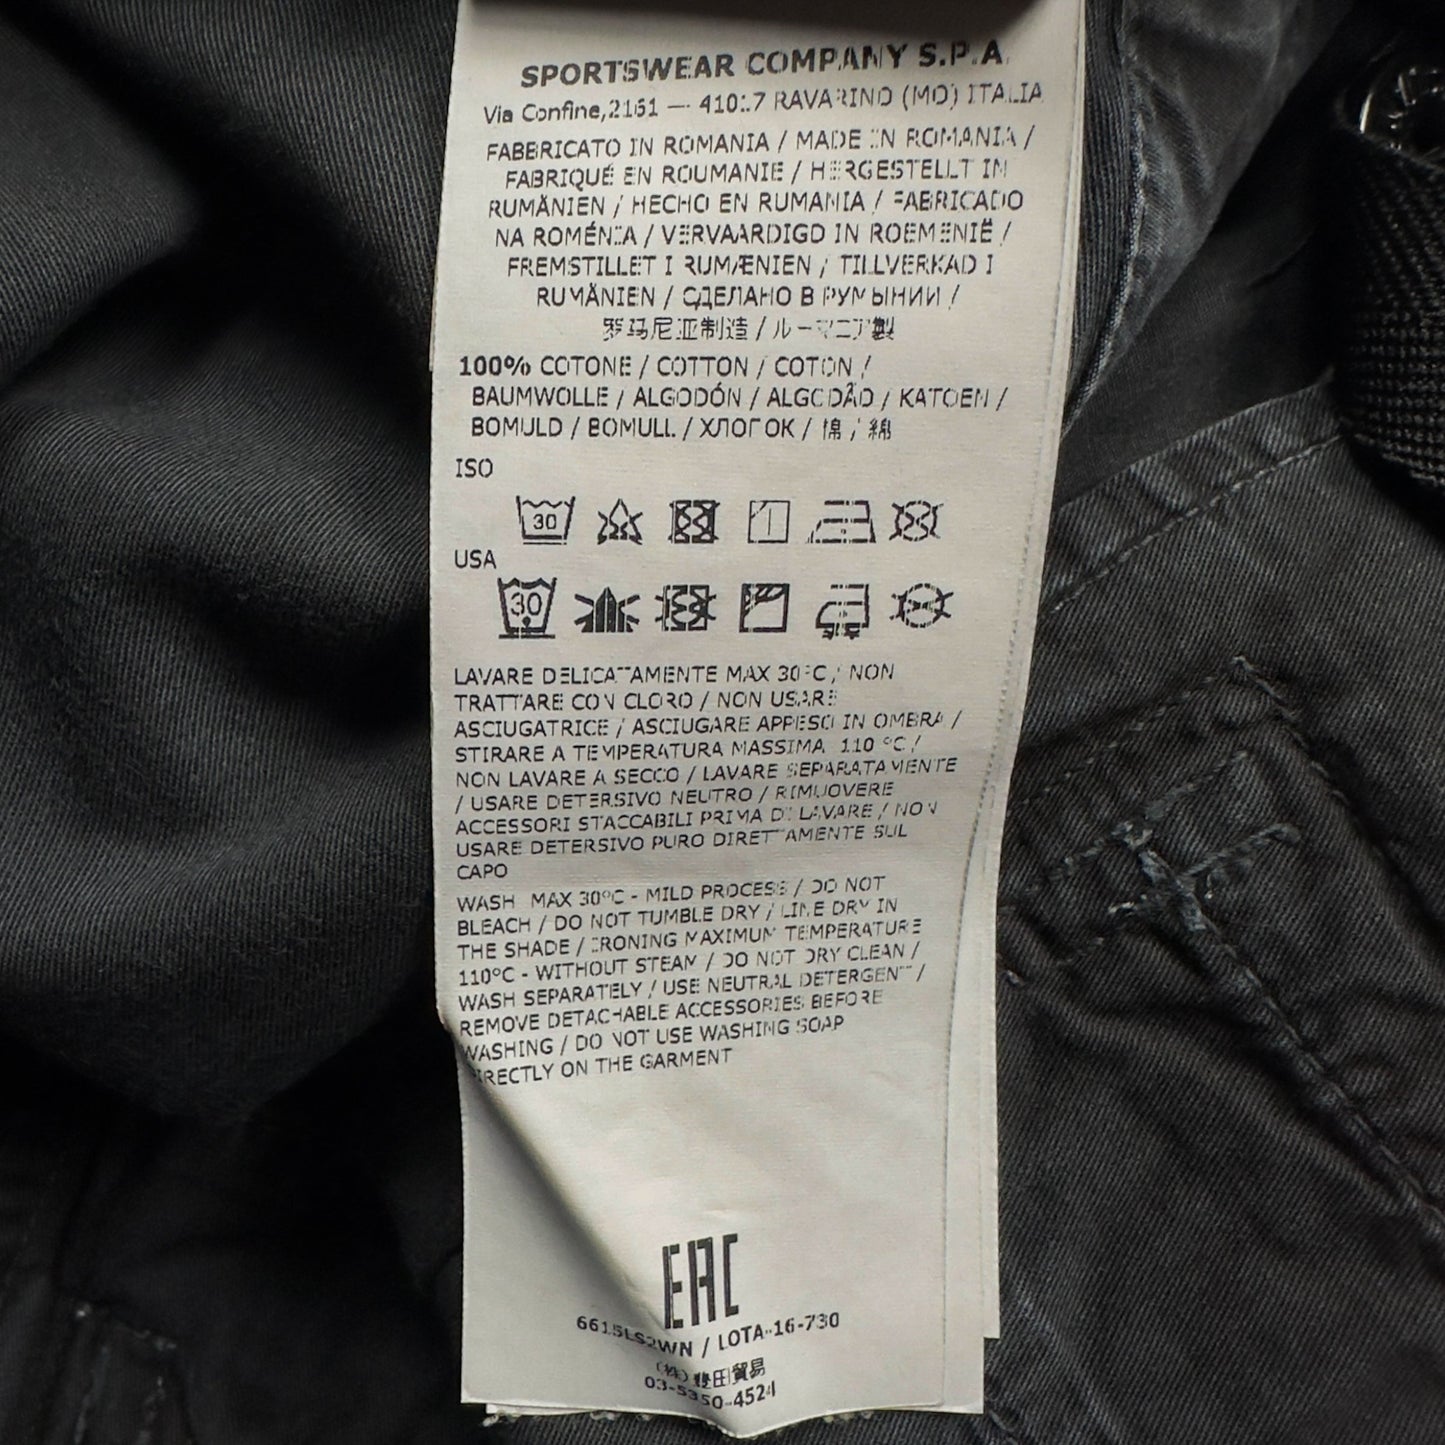 SPORTSWEAR COMPANY S.P.A.
Via Confine,2161 — 41017 RAVARINO (MO) ITALIA
FABBRICATO IN ROMANIA / MADE IN ROMANIA /
FABRIQUÉ EN ROUMANIE / HERGESTELLT IN
RUMÄNIEN / HECHO EN RUMANIA / FABRICADO
NA ROMÉNIA / VERVAARDIGD IN ROEMENIË /
FREMSTILLET I RUMÆNIEN / TILLVERKAD I
RUMÄNIEN / СДЕЛАНО В РУМЫНИИ /
罗马尼亚制造 / ルーマニア製
100% COTONE / COTTON / COTON /
BAUMWOLLE / ALGODÓN / ALGODÃO / KATOEN /
BOMULD / BOMULL / ХЛОПОК / 棉 / 綿
ISO
30
USA
30
LAVARE DELICATAMENTE MAX 30°C / NON
TRATTARE CON CLORO / NON USARE
ASCIUGATRICE / ASCIUGARE APPESO IN OMBRA /
STIRARE A TEMPERATURA MASSIMA 110 °C /
NON LAVARE A SECCO / LAVARE SEPARATAMENTE
/ USARE DETERSIVO NEUTRO / RIMUOVERE
ACCESSORI STACCABILI PRIMA DI LAVARE / NON
USARE DETERSIVO PURO DIRETTAMENTE SUL
CAPO
WASH MAX 30°C - MILD PROCESS / DO NOT
BLEACH / DO NOT TUMBLE DRY / LINE DRY IN
THE SHADE / IRONING MAXIMUM TEMPERATURE
110°C - WITHOUT STEAM / DO NOT DRY CLEAN /
WASH SEPARATELY / USE NEUTRAL DETERGENT /
REMOVE DETACHABLE ACCESSORIES BEFORE
WASHING / DO NOT USE WASHING SOAP
DIRECTLY ON THE GARMENT
EAC
6615LS2WN / LOTA-16-730
(株)豊田貿易
03-5350-4524